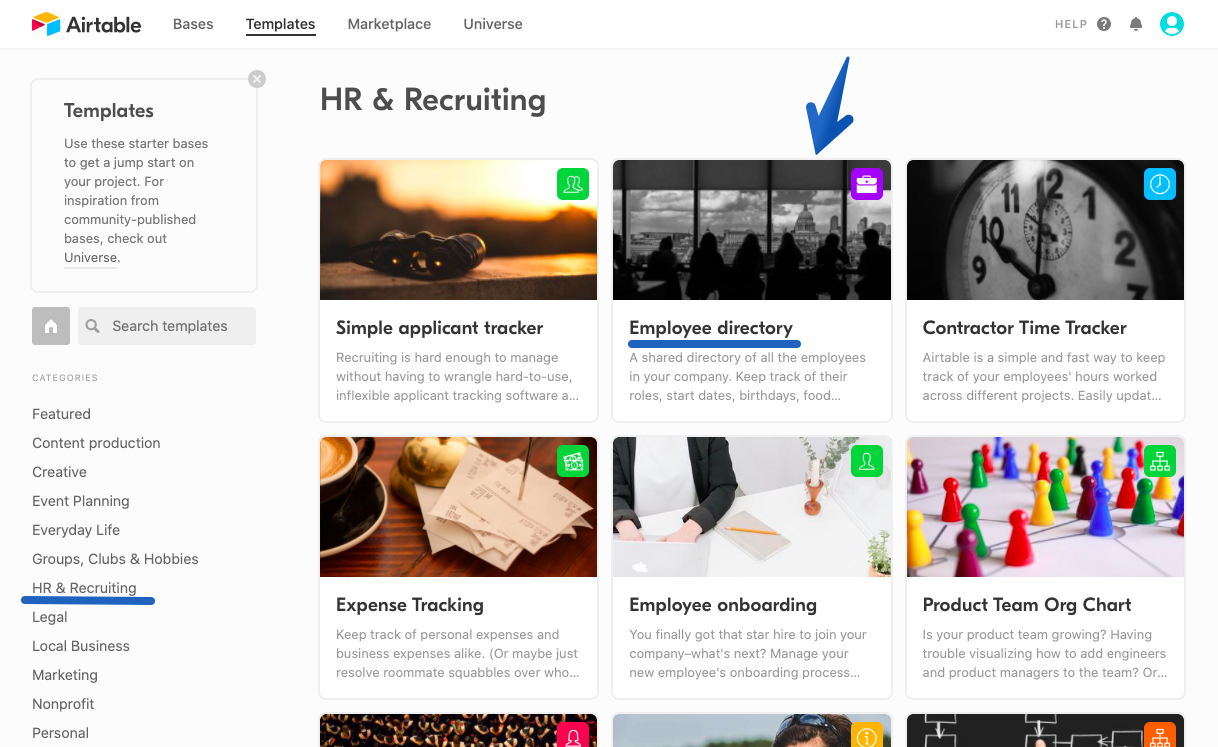 Airtable
Bases
Templates
Marketplace
Universe
HELP
Templates
Use these starter bases
to get a jump start on
your project. For
inspiration from
community-published
bases, check out
Universe.
Search templates
CATEGORIES
Featured
Content production
Creative
Event Planning
Everyday Life
Groups, Clubs & Hobbies
HR & Recruiting
Legal
Local Business
Marketing
Nonprofit
Personal
HR & Recruiting
Simple applicant tracker
Recruiting is hard enough to manage
without having to wrangle hard-to-use,
inflexible applicant tracking software a...
Employee directory
A shared directory of all the employees
in your company. Keep track of their
roles, start dates, birthdays, food...
11 12 1
10 2
9
Contractor Time Tracker
Airtable is a simple and fast way to keep
track of your employees' hours worked
across different projects. Easily updat...
Expense Tracking
Keep track of personal expenses and
business expenses alike. (Or maybe just
resolve roommate squabbles over who...
Employee onboarding
You finally got that star hire to join your
company–what's next? Manage your
new employee's onboarding process...
Product Team Org Chart
Is your product team growing? Having
trouble visualizing how to add engineers
and product managers to the team? Or...